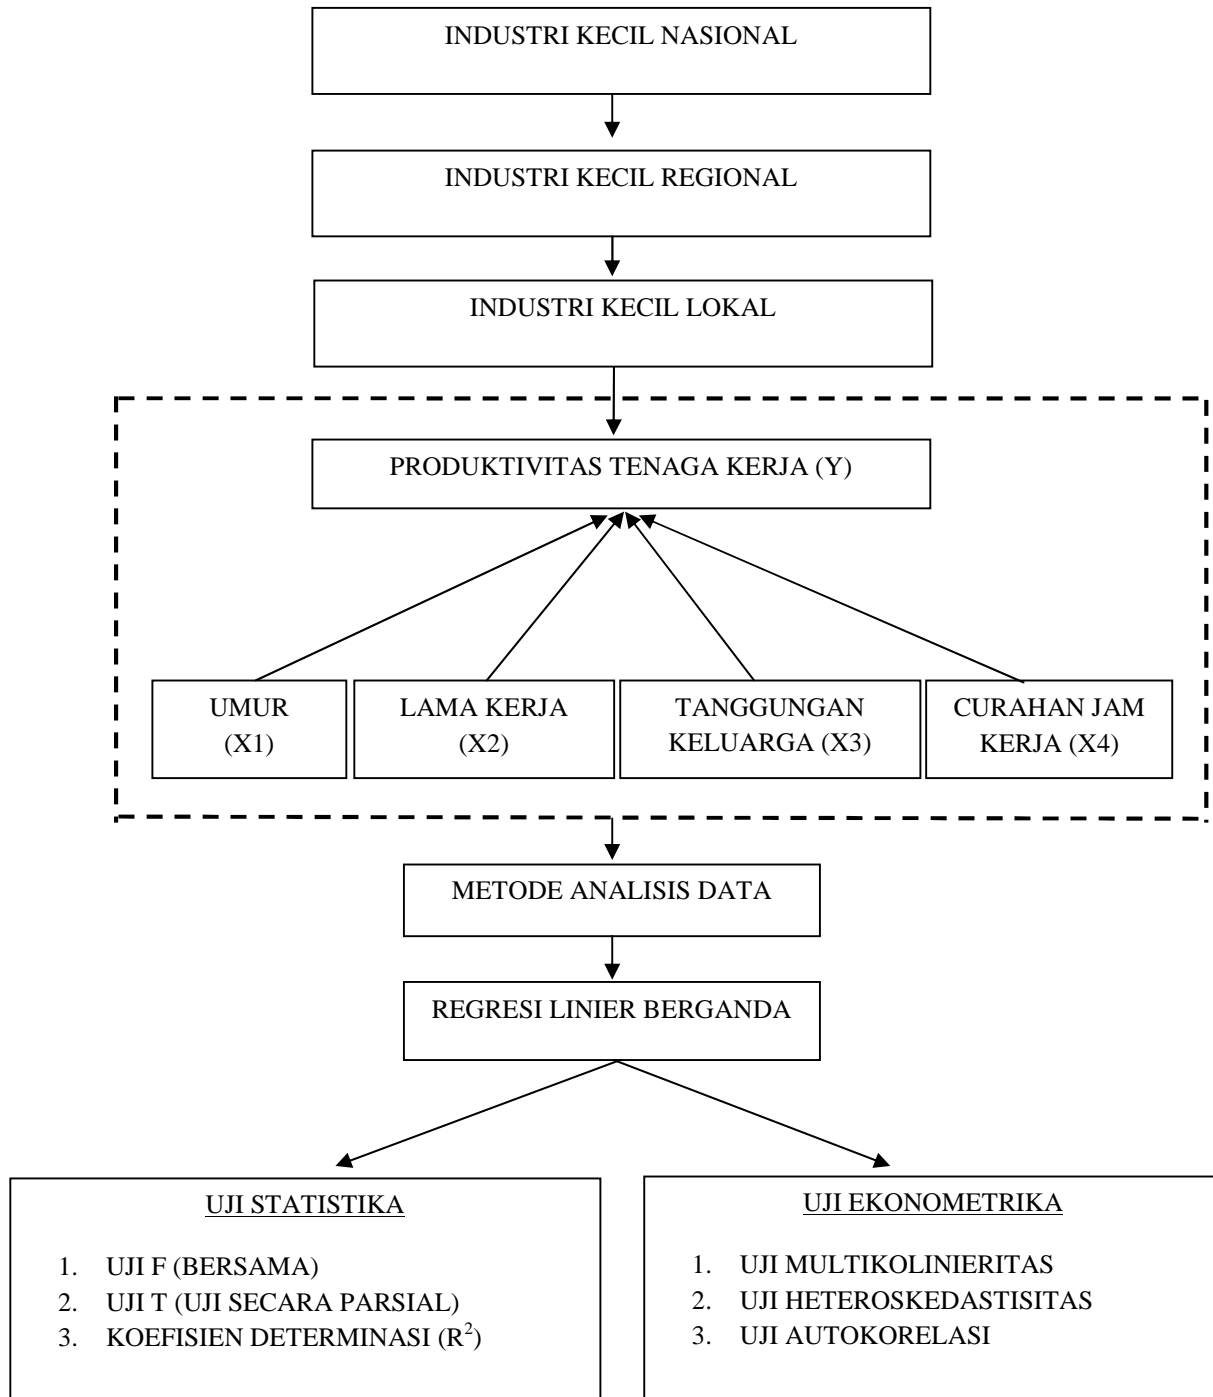 INDUSTRI KECIL NASIONAL
INDUSTRI KECIL REGIONAL
INDUSTRI KECIL LOKAL
PRODUKTIVITAS TENAGA KERJA (Y)
UMUR
(X1)
LAMA KERJA
(X2)
TANGGUNGAN
KELUARGA (X3)
CURAHAN JAM
KERJA (X4)
METODE ANALISIS DATA
REGRESI LINIER BERGANDA
UJI STATISTIKA
1. UJI F (BERSAMA)
2. UJI T (UJI SECARA PARSIAL)
3. KOEFISIEN DETERMINASI (R²)
UJI EKONOMETRIKA
1. UJI MULTIKOLINIERITAS
2. UJI HETEROSKEDASTISITAS
3. UJI AUTOKORELASI